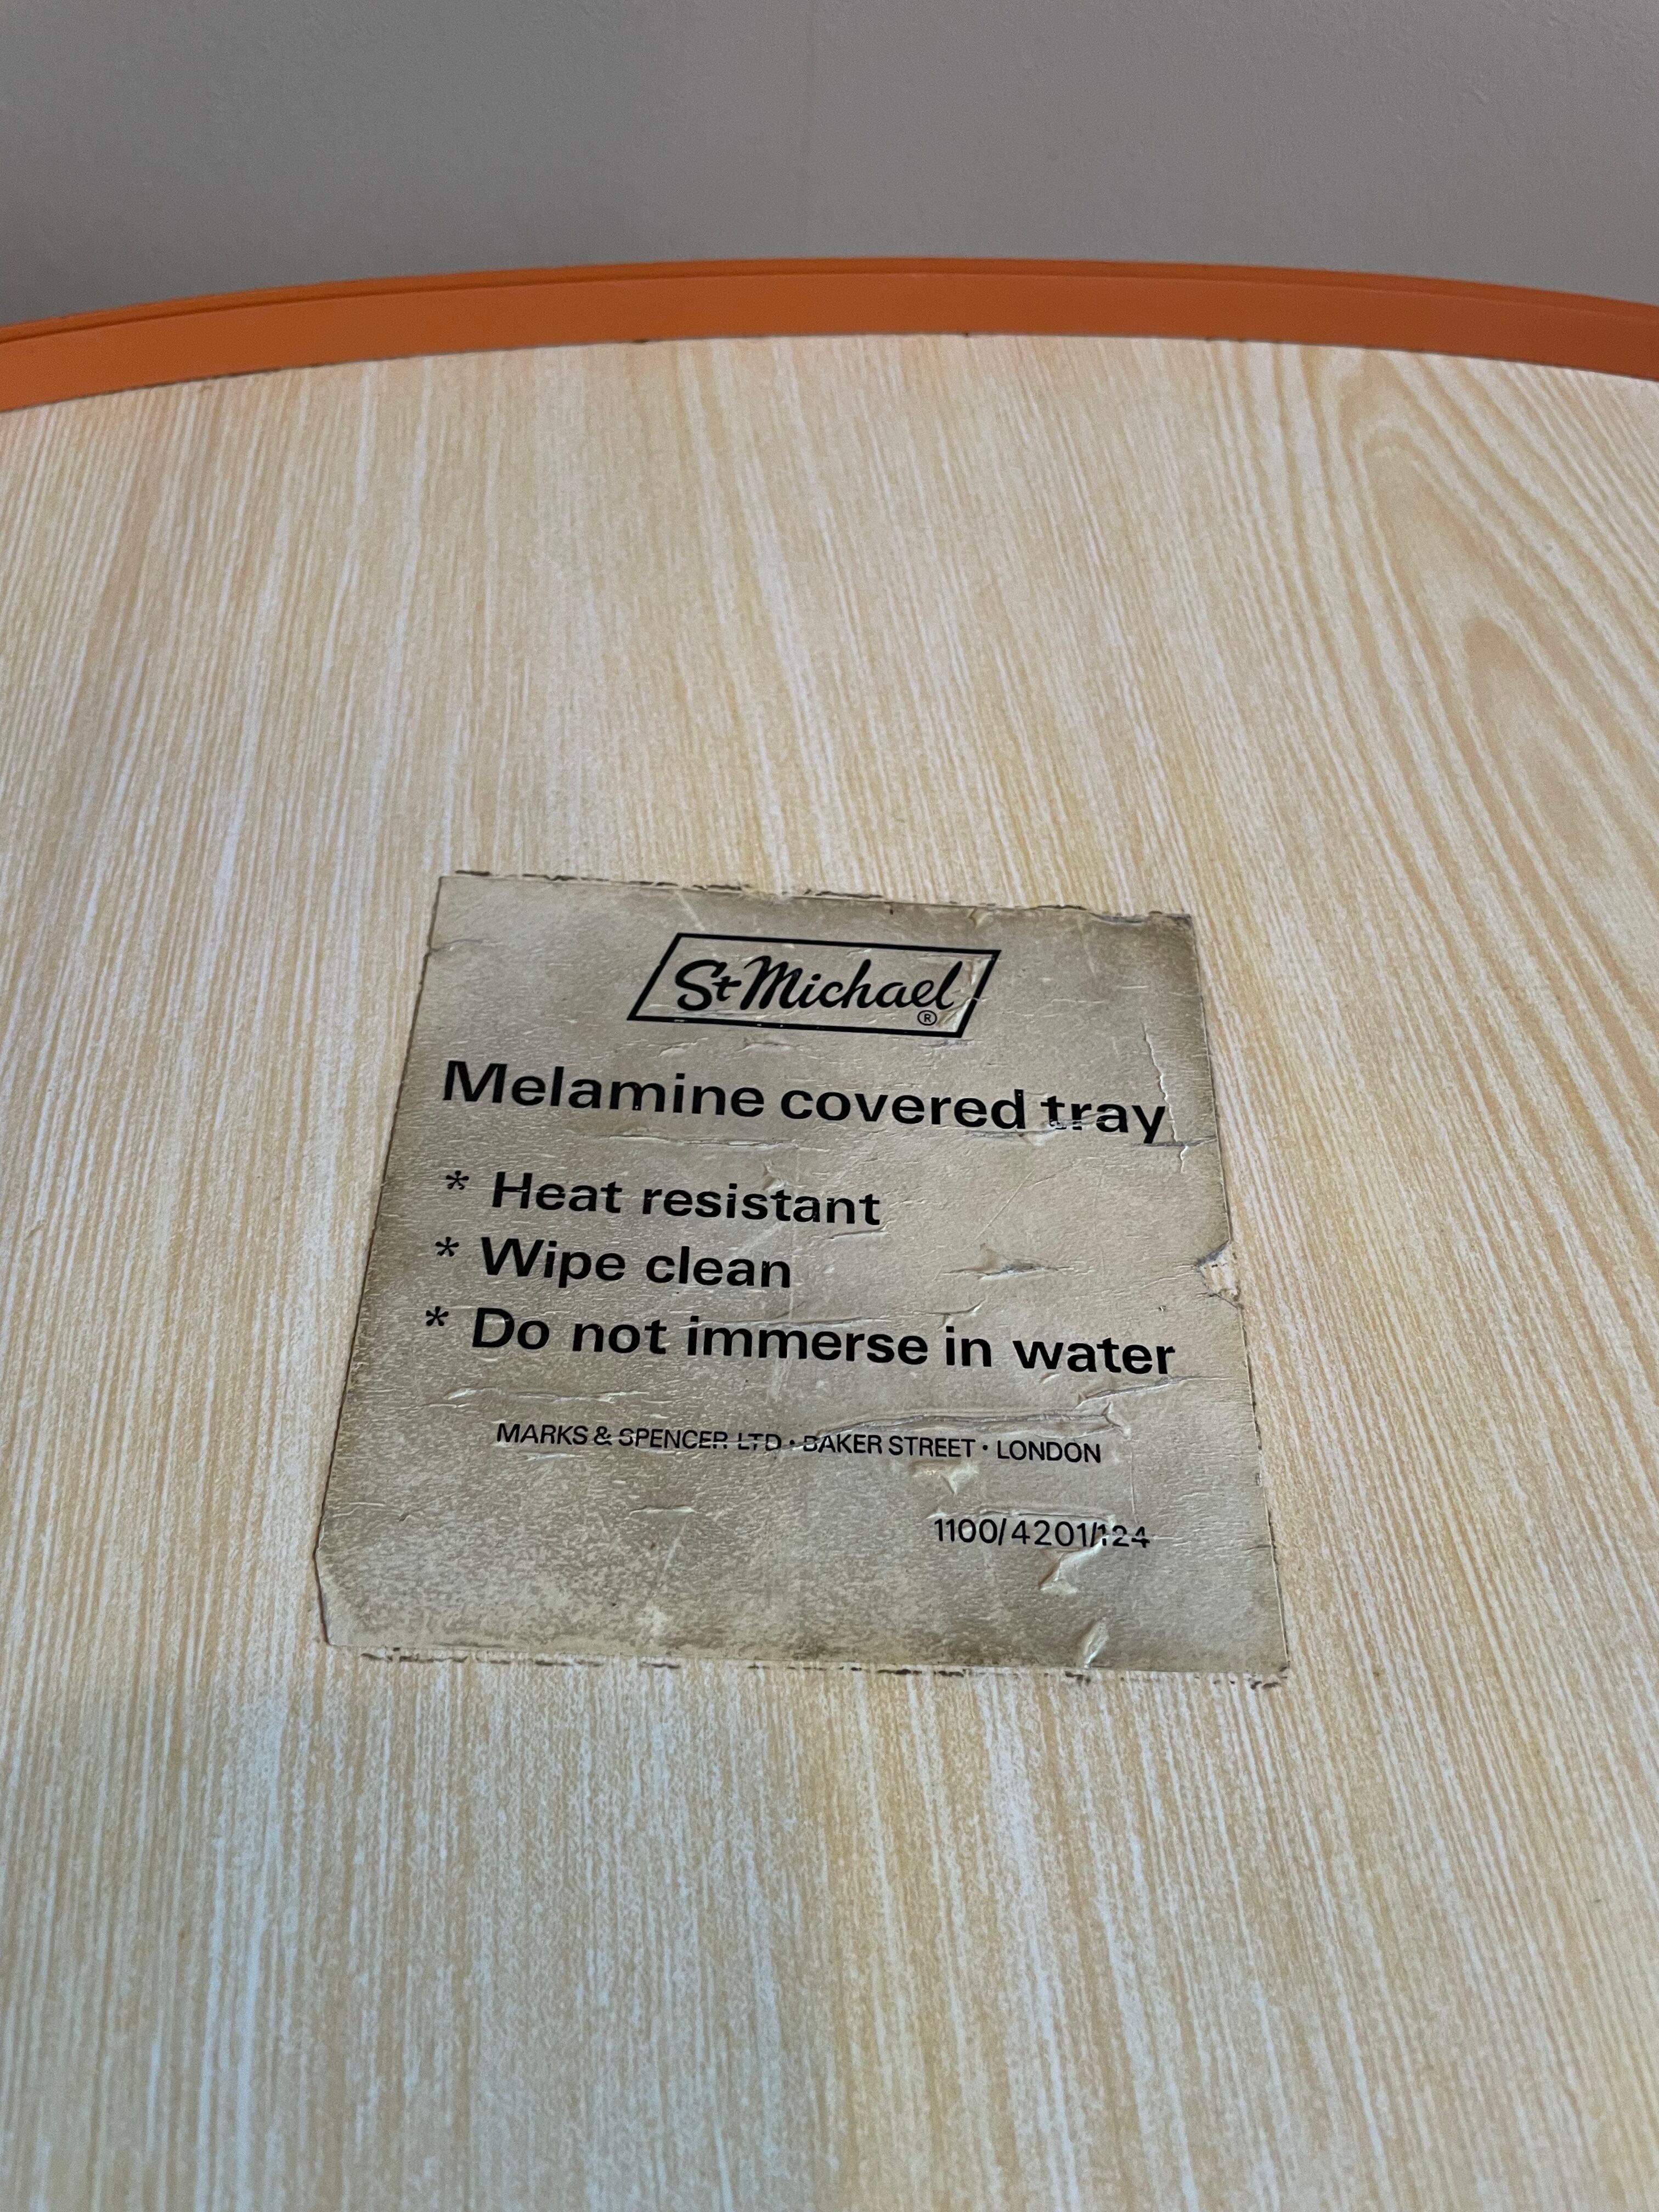 St Michael ®
Melamine covered tray
* Heat resistant
* Wipe clean
* Do not immerse in water
MARKS & SPENCER LTD · BAKER STREET · LONDON
1100/4201/124